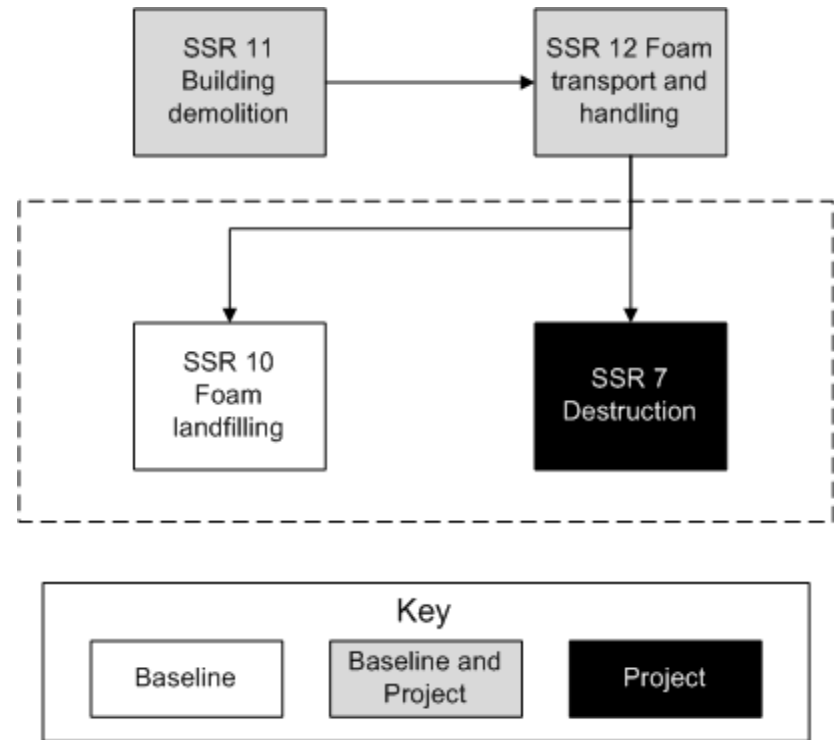 SSR 11
Building
demolition
SSR 12 Foam
transport and
handling
SSR 10
Foam
landfilling
SSR 7
Destruction
Key
Baseline
Baseline and
Project
Project